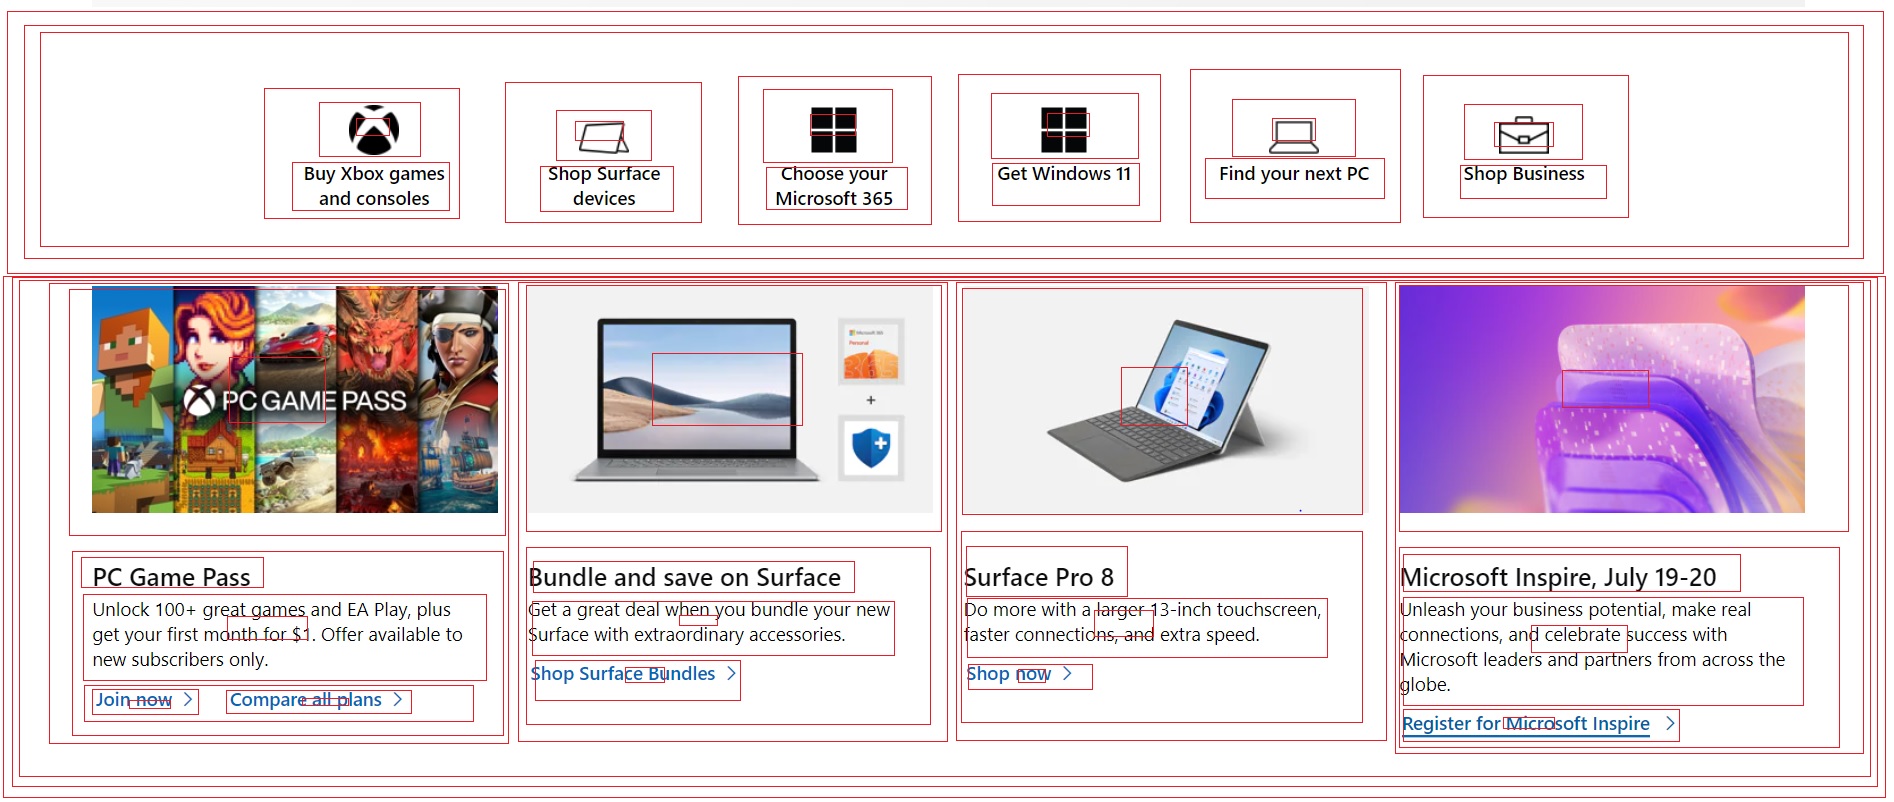 Buy Xbox games
and consoles
Shop Surface
devices
Choose your
Microsoft 365
Get Windows 11
Find your next PC
Shop Business
PC GAME PASS
Microsoft 365
Personal
+
PC Game Pass
Unlock 100+ great games and EA Play, plus
get your first month for $1. Offer available to
new subscribers only.
Join now >
Compare all plans >
Bundle and save on Surface
Get a great deal when you bundle your new
Surface with extraordinary accessories.
Shop Surface Bundles >
Surface Pro 8
Do more with a larger 13-inch touchscreen,
faster connections, and extra speed.
Shop now >
Microsoft Inspire, July 19-20
Unleash your business potential, make real
connections, and celebrate success with
Microsoft leaders and partners from across the
globe.
Register for Microsoft Inspire >